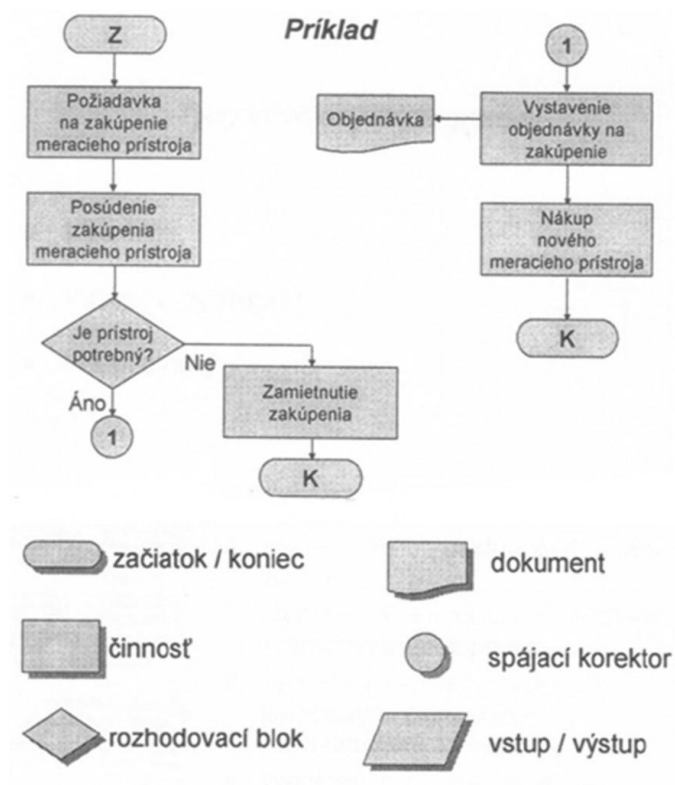 Príklad
Z
Požiadavka
na zakúpenie
meracieho prístroja
Posúdenie
zakúpenia
meracieho prístroja
Je prístroj
potrebný?
Nie
Áno
1
Zamietnutie
zakúpenia
K
1
Vystavenie
objednávky na
zakúpenie
Objednávka
Nákup
nového
meracieho prístroja
K
začiatok / koniec
činnosť
rozhodovací blok
dokument
spájací korektor
vstup / výstup